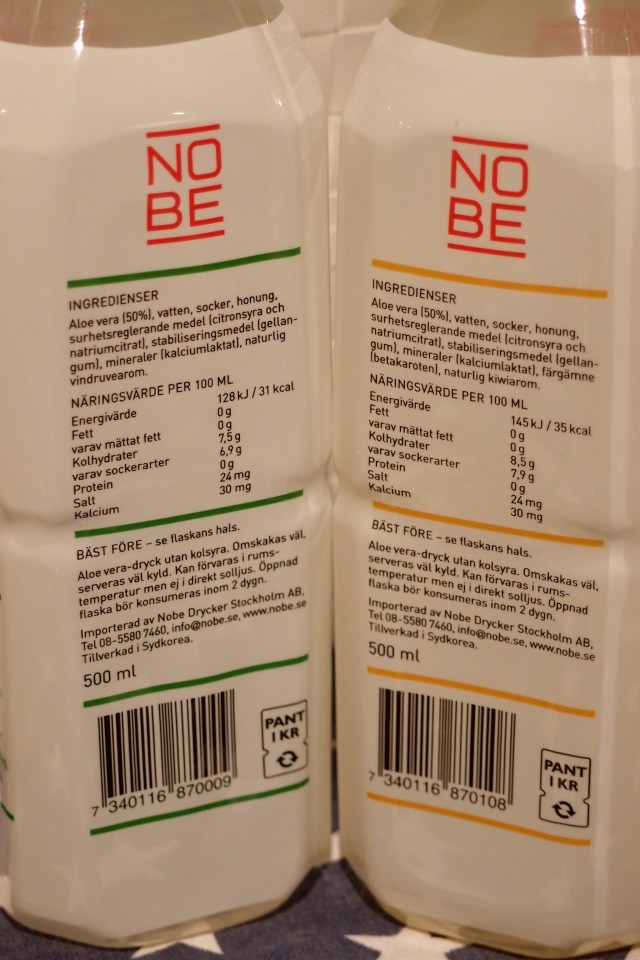 NO
BE
INGREDIENSER
Aloe vera (50%), vatten, socker, honung,
surhetsreglerande medel (citronsyra och
natriumcitrat), stabiliseringsmedel (gellan-
gum), mineraler (kalciumlaktat), naturlig
vindruvearom.
NÄRINGSVÄRDE PER 100 ML
Energivärde 128 kJ / 31 kcal
Fett 0 g
varav mättat fett 0 g
Kolhydrater 7,5 g
varav sockerarter 6,9 g
Protein 0 g
Salt 24 mg
Kalcium 30 mg
BÄST FÖRE – se flaskans hals.
Aloe vera-dryck utan kolsyra. Omskakas väl,
serveras väl kyld. Kan förvaras i rums-
temperatur men ej i direkt solljus. Öppnad
flaska bör konsumeras inom 2 dygn.
Importerad av Nobe Drycker Stockholm AB,
Tel 08-5580 7460, info@nobe.se, www.nobe.se
Tillverkad i Sydkorea.
500 ml
PANT
1 KR
7 340116 870009
NO
BE
INGREDIENSER
Aloe vera (50%), vatten, socker, honung,
surhetsreglerande medel (citronsyra och
natriumcitrat), stabiliseringsmedel (gellan-
gum), mineraler (kalciumlaktat), färgämne
(betakaroten), naturlig kiwiarom.
NÄRINGSVÄRDE PER 100 ML
Energivärde 145 kJ / 35 kcal
Fett 0 g
varav mättat fett 0 g
Kolhydrater 8,5 g
varav sockerarter 7,9 g
Protein 0 g
Salt 24 mg
Kalcium 30 mg
BÄST FÖRE – se flaskans hals.
Aloe vera-dryck utan kolsyra. Omskakas väl,
serveras väl kyld. Kan förvaras i rums-
temperatur men ej i direkt solljus. Öppnad
flaska bör konsumeras inom 2 dygn.
Importerad av Nobe Drycker Stockholm AB,
Tel 08-5580 7460, info@nobe.se, www.nobe.se
Tillverkad i Sydkorea.
500 ml
PANT
1 KR
7 340116 870108